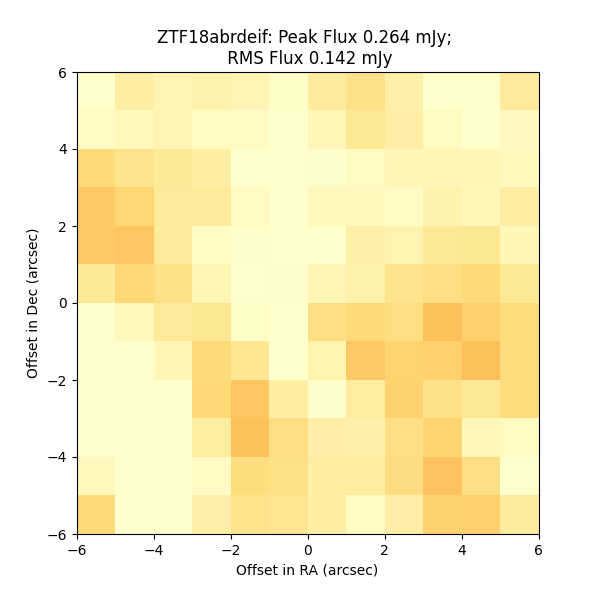 ZTF18abrdeif: Peak Flux 0.264 mJy;
RMS Flux 0.142 mJy
6
4
2
0
−2
−4
−6
Offset in Dec (arcsec)
−6 −4 −2 0 2 4 6
Offset in RA (arcsec)